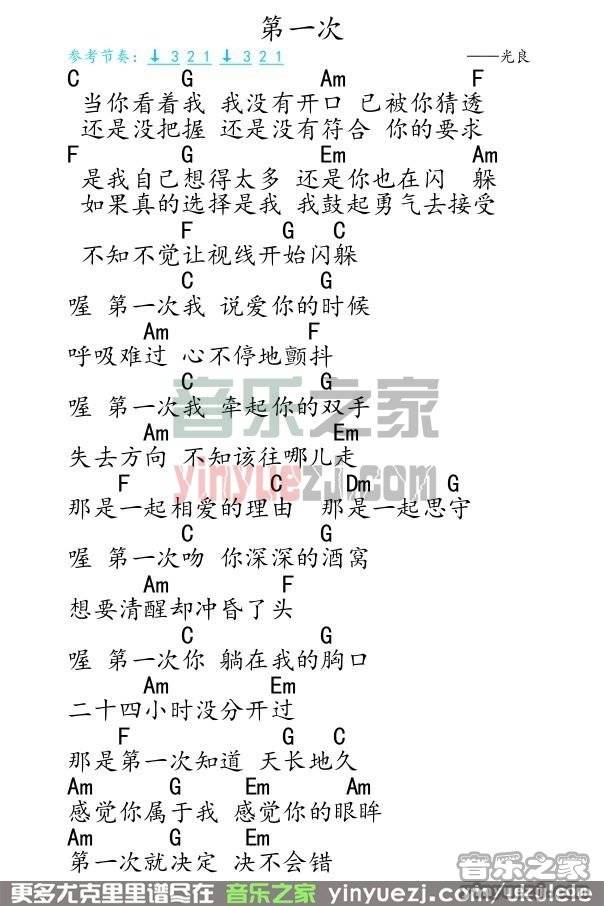 第一次
参考节奏：↓ 3 2 1 ↓ 3 2 1 ——光良
C G Am F
当你看着我 我没有开口 已被你猜透
还是没把握 还是没有符合 你的要求
F G Em Am
是我自己想得太多 还是你也在闪 躲
如果真的选择是我 我鼓起勇气去接受
F G C
不知不觉让视线开始闪躲
C G
喔 第一次我 说爱你的时候
Am F
呼吸难过 心不停地颤抖
C G
喔 第一次我 牵起你的双手
Am Em
失去方向 不知该往哪儿走
F C Dm G
那是一起相爱的理由 那是一起思守
C G
喔 第一次吻 你深深的酒窝
Am F
想要清醒却冲昏了头
C G
喔 第一次你 躺在我的胸口
Am Em
二十四小时没分开过
F G C
那是第一次知道 天长地久
Am G Em Am
感觉你属于我 感觉你的眼眸
Am G Em
第一次就决定 决不会错
音乐之家
yinyuezj.com
音乐之家
更多尤克里里谱尽在 音乐之家 yinyuezj.com/ukulele